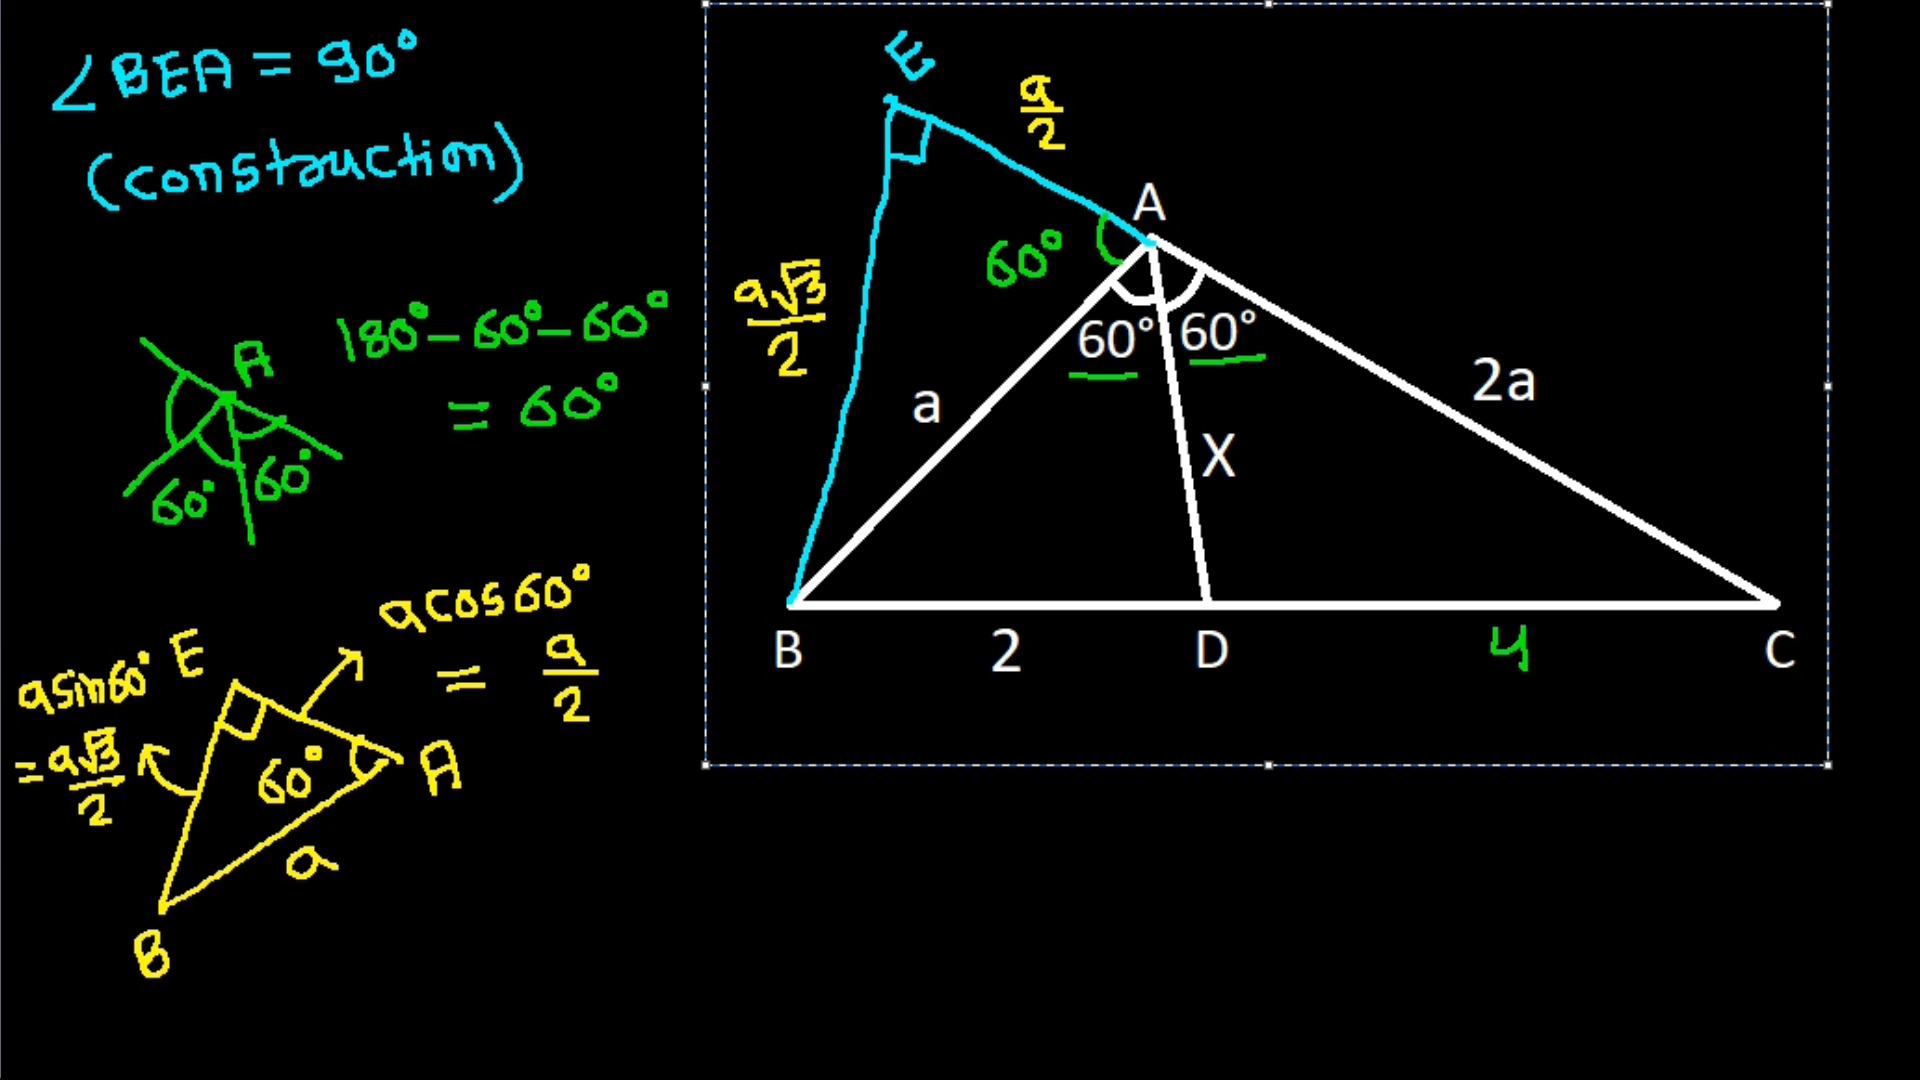 ∠BEA = 90°
(construction)
A
180° – 60° – 60°
= 60°
60°
60°
a cos 60°
= a/2
a sin 60°
= a√3/2
E
60°
A
a
B
E
a/2
A
60°
a√3/2
60°
60°
a
2a
X
B
2
D
4
C